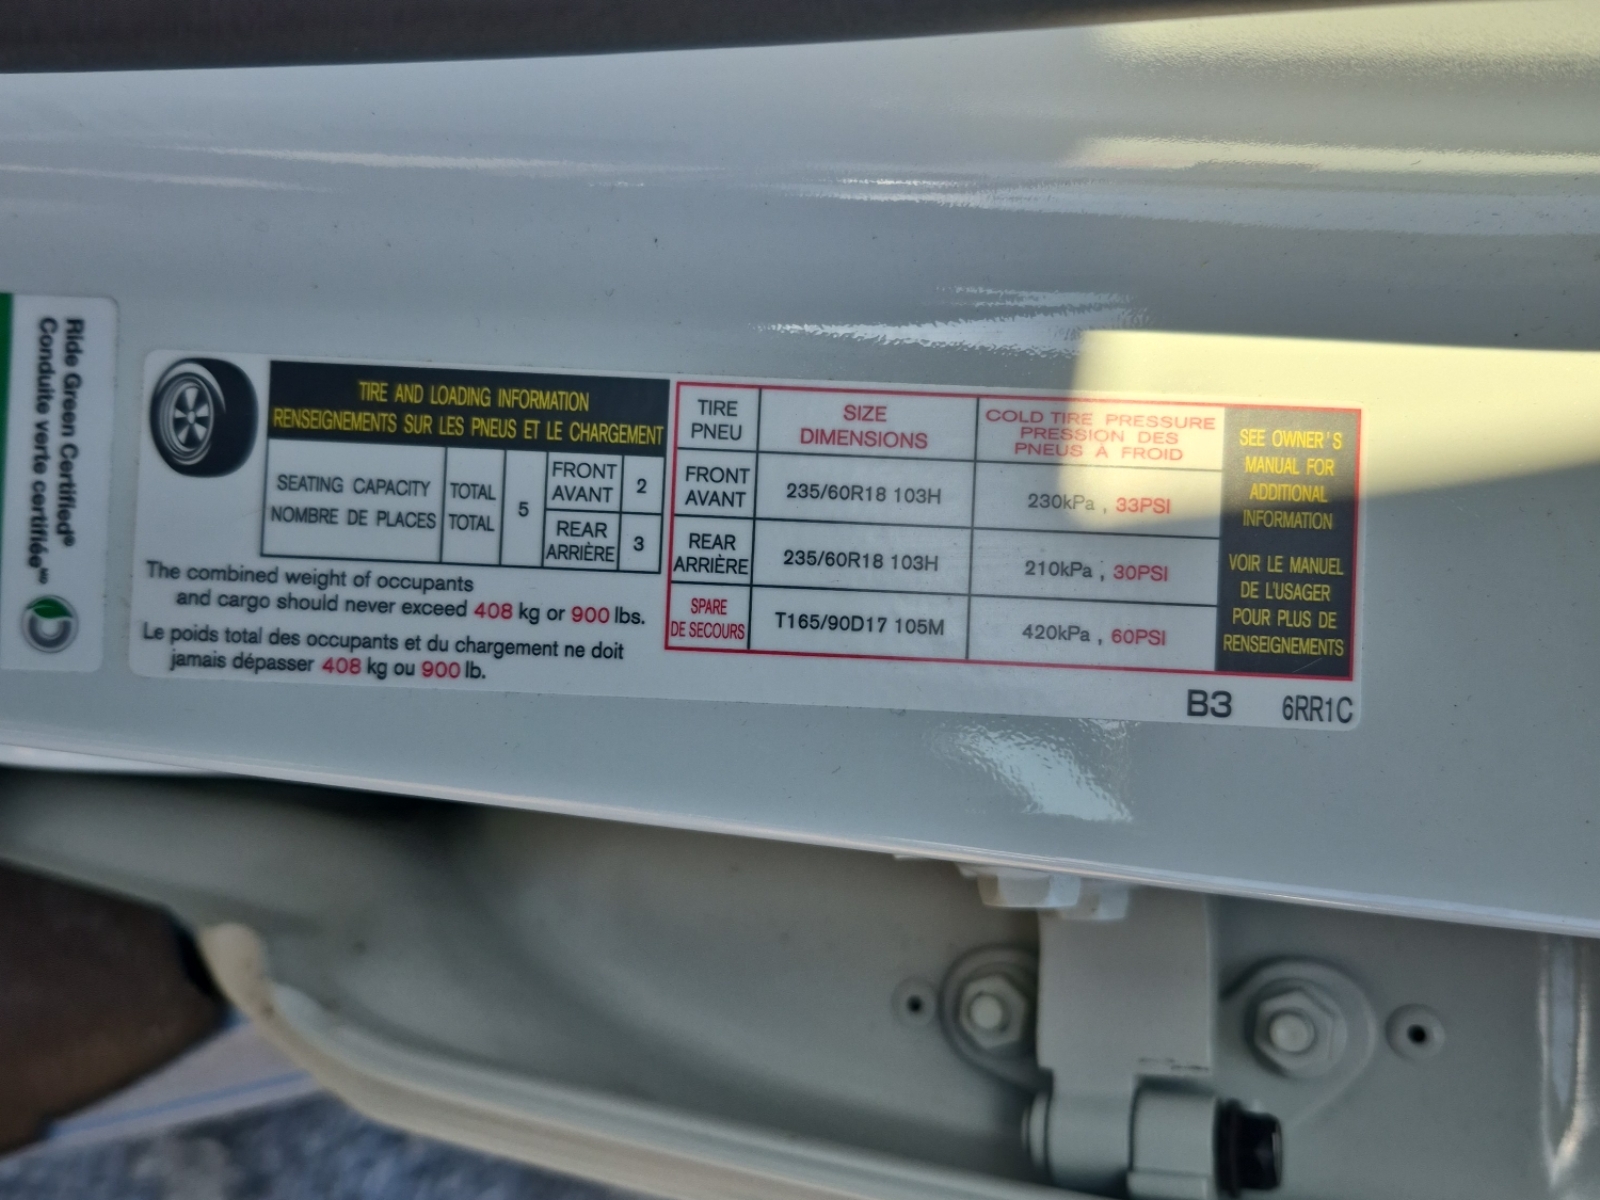 Ride Green Certified®
Conduite verte certifiée MD
TIRE AND LOADING INFORMATION
RENSEIGNEMENTS SUR LES PNEUS ET LE CHARGEMENT
SEATING CAPACITY
NOMBRE DE PLACES
TOTAL
TOTAL
5
FRONT
AVANT
2
REAR
ARRIÈRE
3
The combined weight of occupants
and cargo should never exceed 408 kg or 900 lbs.
Le poids total des occupants et du chargement ne doit
jamais dépasser 408 kg ou 900 lb.
TIRE
PNEU
SIZE
DIMENSIONS
COLD TIRE PRESSURE
PRESSION DES
PNEUS A FROID
FRONT
AVANT
235/60R18 103H
230kPa , 33PSI
REAR
ARRIÈRE
235/60R18 103H
210kPa , 30PSI
SPARE
DE SECOURS
T165/90D17 105M
420kPa , 60PSI
SEE OWNER'S
MANUAL FOR
ADDITIONAL
INFORMATION
VOIR LE MANUEL
DE L'USAGER
POUR PLUS DE
RENSEIGNEMENTS
B3 6RR1C